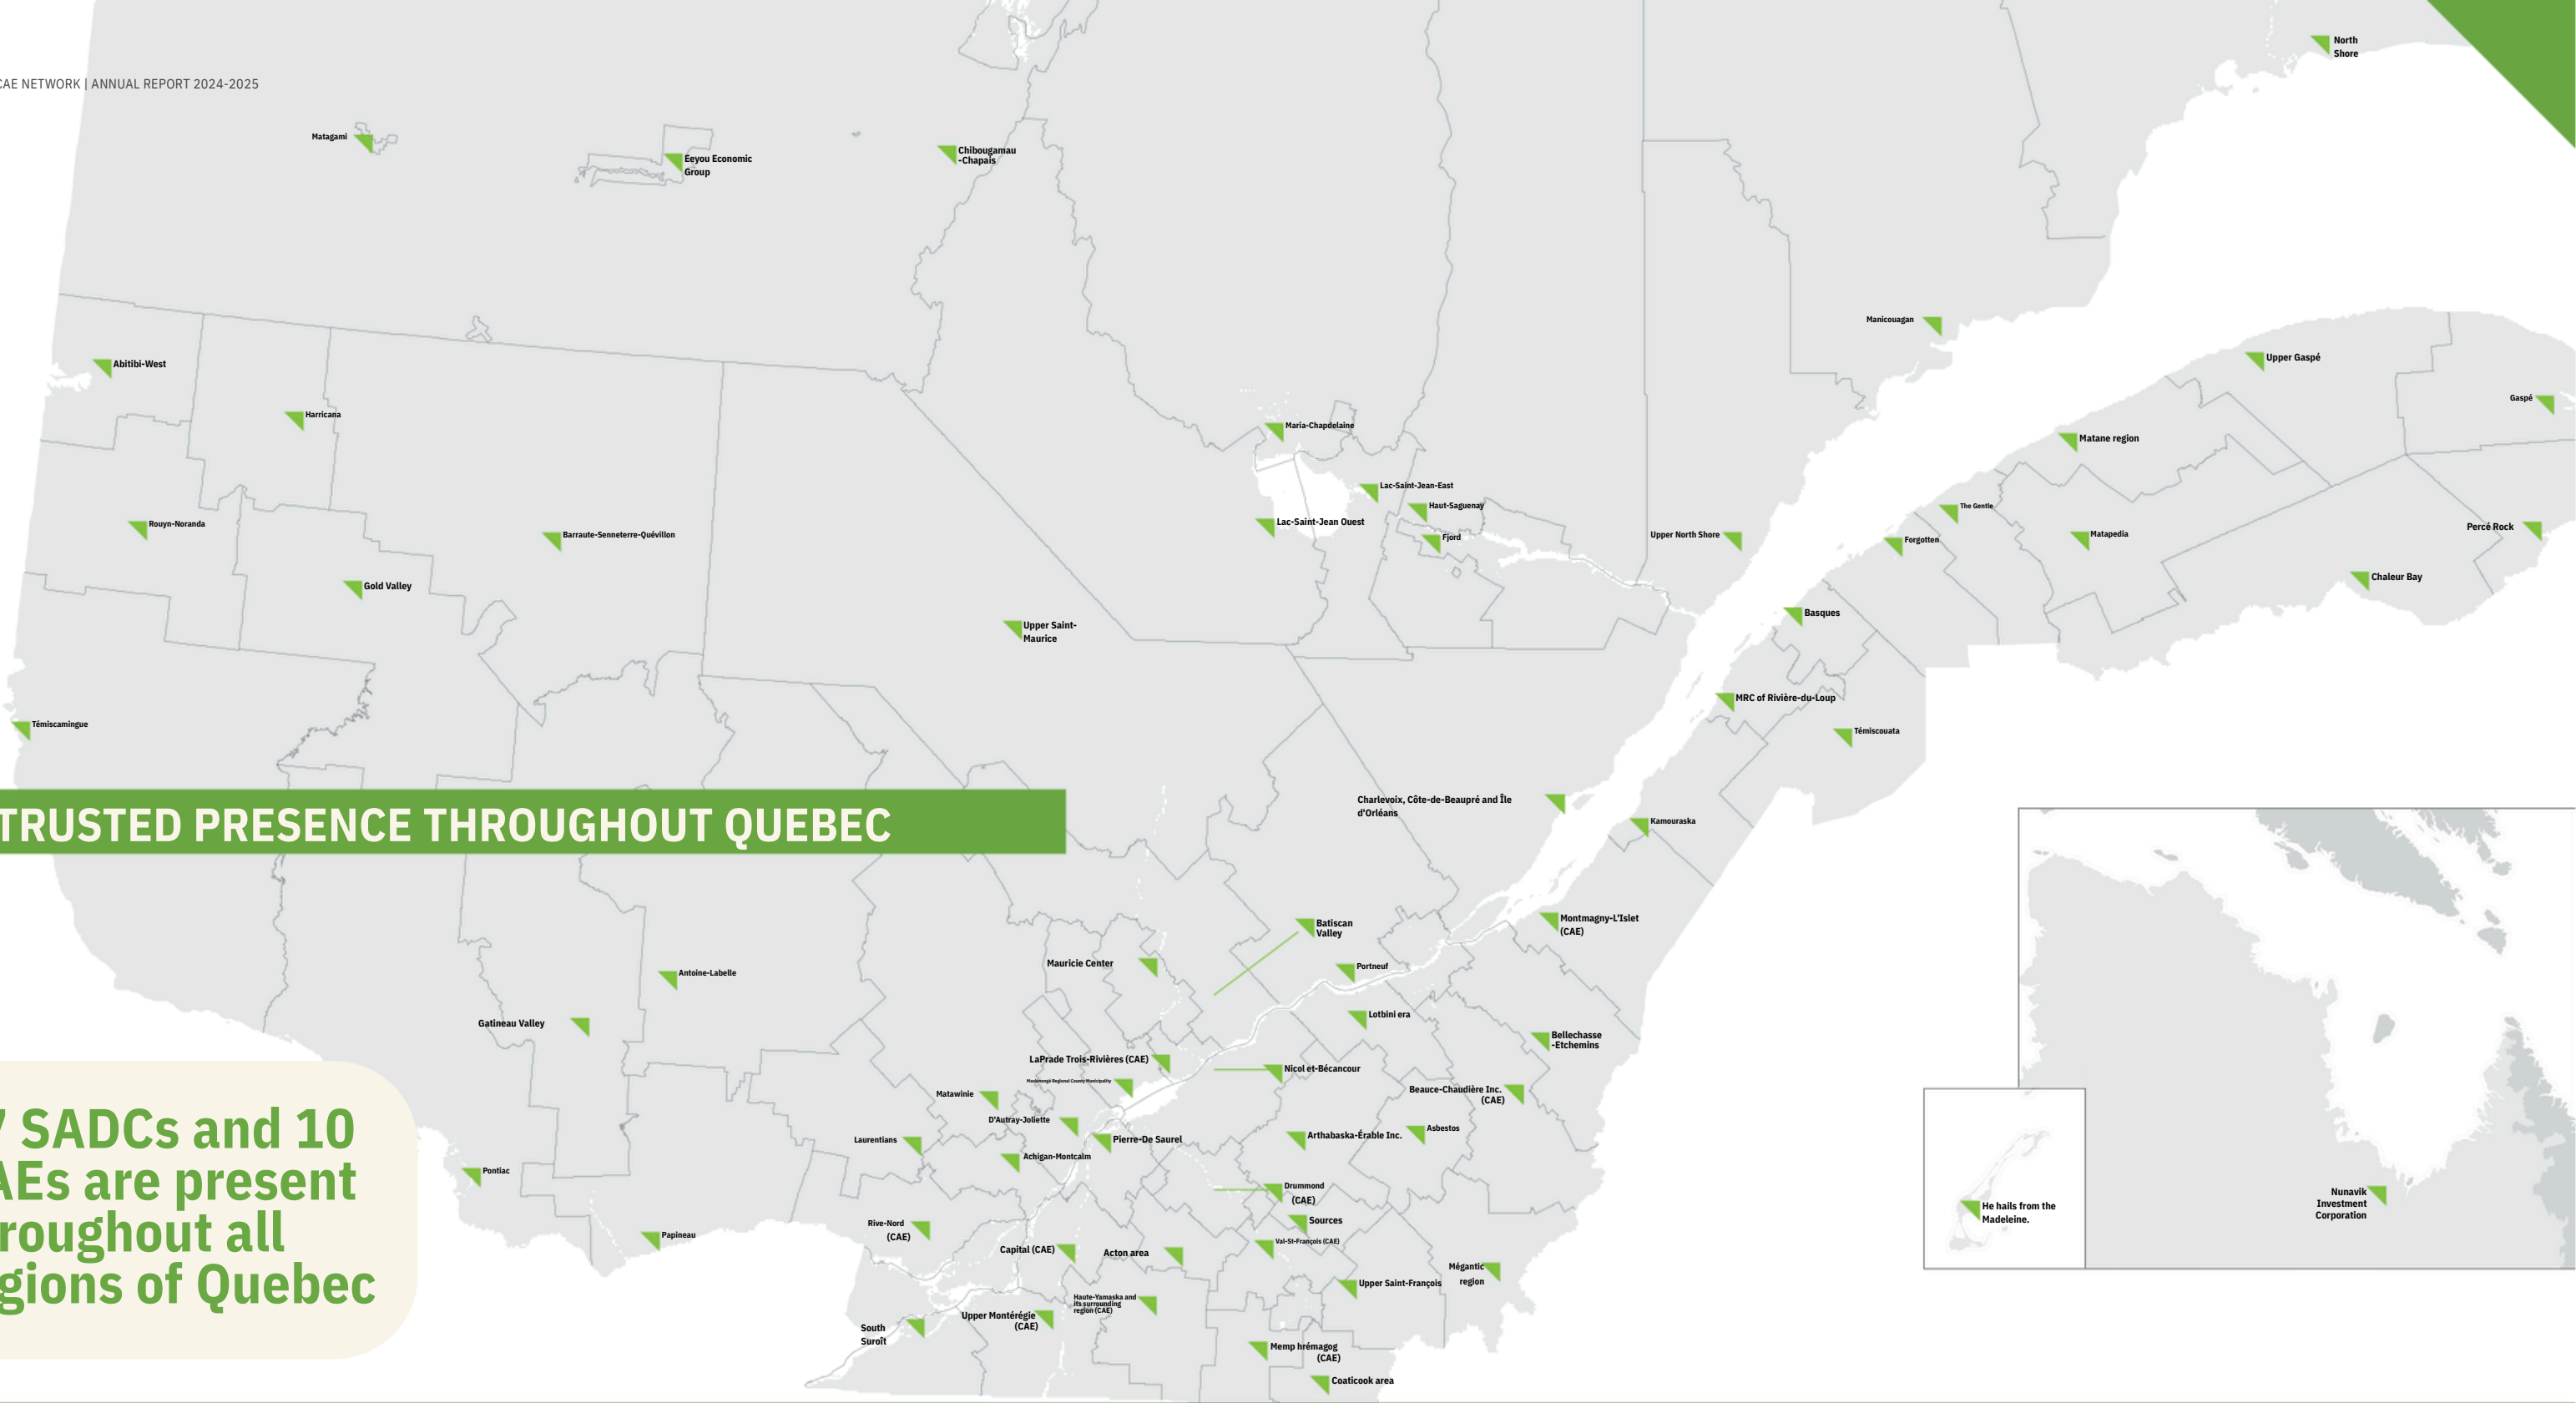 North
Shore
CAE NETWORK | ANNUAL REPORT 2024-2025
Matagami
Eeyou Economic
Group
Chibougamau
-Chapais
Manicouagan
Upper Gaspé
Abitibi-West
Gaspé
Harricana
Maria-Chapdelaine
Matane region
Lac-Saint-Jean-East
Haut-Saguenay
The Gentle
Rouyn-Noranda
Lac-Saint-Jean Ouest
Percé Rock
Barraute-Senneterre-Quévillon
Fjord
Upper North Shore
Forgotten
Matapedia
Gold Valley
Chaleur Bay
Basques
Upper Saint-
Maurice
MRC of Rivière-du-Loup
Témiscamingue
Témiscouata
Charlevoix, Côte-de-Beaupré and Île
d'Orléans
TRUSTED PRESENCE THROUGHOUT QUEBEC
Kamouraska
Batiscan
Valley
Montmagny-L'Islet
(CAE)
Mauricie Center
Portneuf
Antoine-Labelle
Gatineau Valley
Lotbini era
Bellechasse
-Etchemins
LaPrade Trois-Rivières (CAE)
Nicol et-Bécancour
Regional County Municipality
Matawinie
Beauce-Chaudière Inc.
(CAE)
D'Autray-Joliette
7 SADCs and 10
AEs are present
roughout all
gions of Quebec
Laurentians
Pierre-De Saurel
Arthabaska-Érable Inc.
Asbestos
Achigan-Montcalm
Pontiac
Drummond
(CAE)
Nunavik
Investment
Corporation
He hails from the
Madeleine.
Rive-Nord
(CAE)
Sources
Papineau
Capital (CAE)
Acton area
Val-St-François (CAE)
Mégantic
region
Upper Saint-François
Haute-Yamaska and
its surrounding
region (CAE)
Upper Montérégie
(CAE)
South
Suroît
Memp hrémagog
(CAE)
Coaticook area